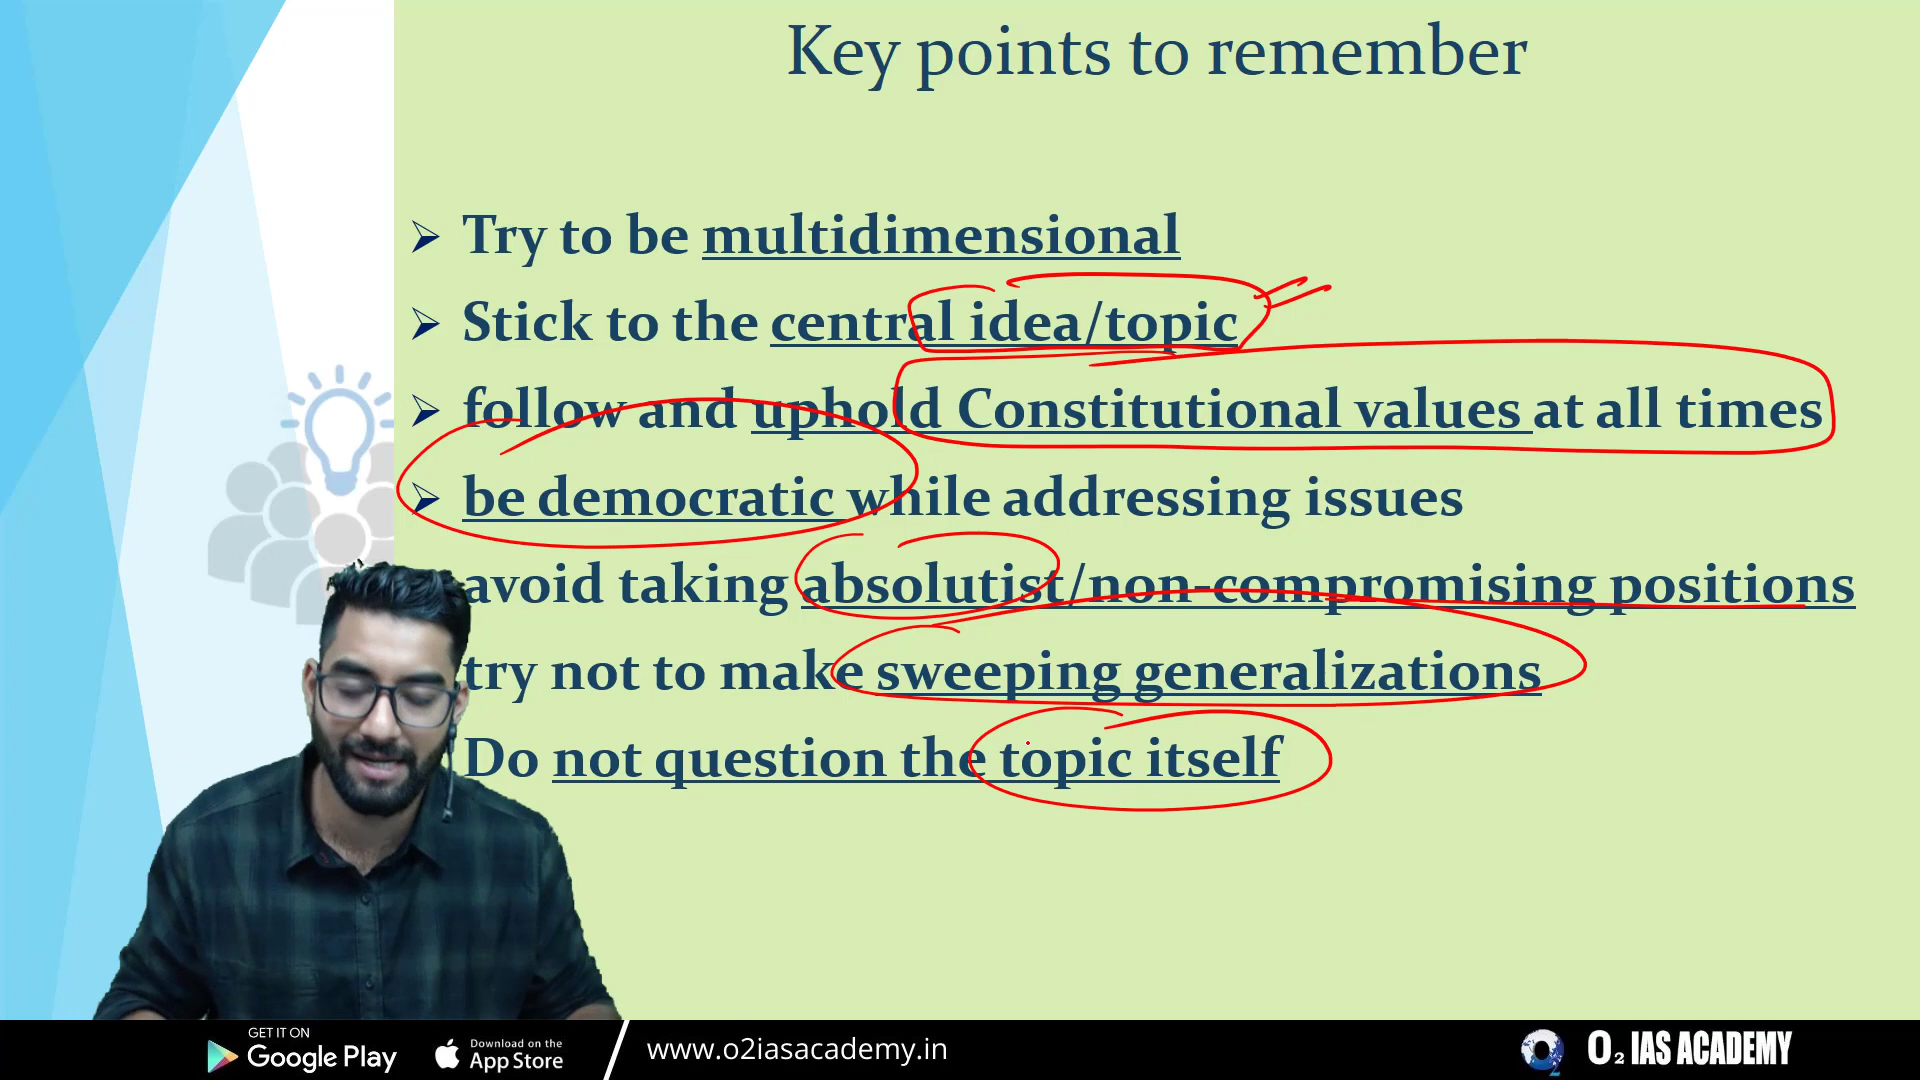 Key points to remember
Try to be multidimensional
Stick to the central idea/topic
follow and uphold Constitutional values at all times
be democratic while addressing issues
avoid taking absolutist/non-compromising positions
try not to make sweeping generalizations
Do not question the topic itself
GET IT ON
Google Play
Download on the
App Store
www.o2iasacademy.in
O2
O2 IAS ACADEMY